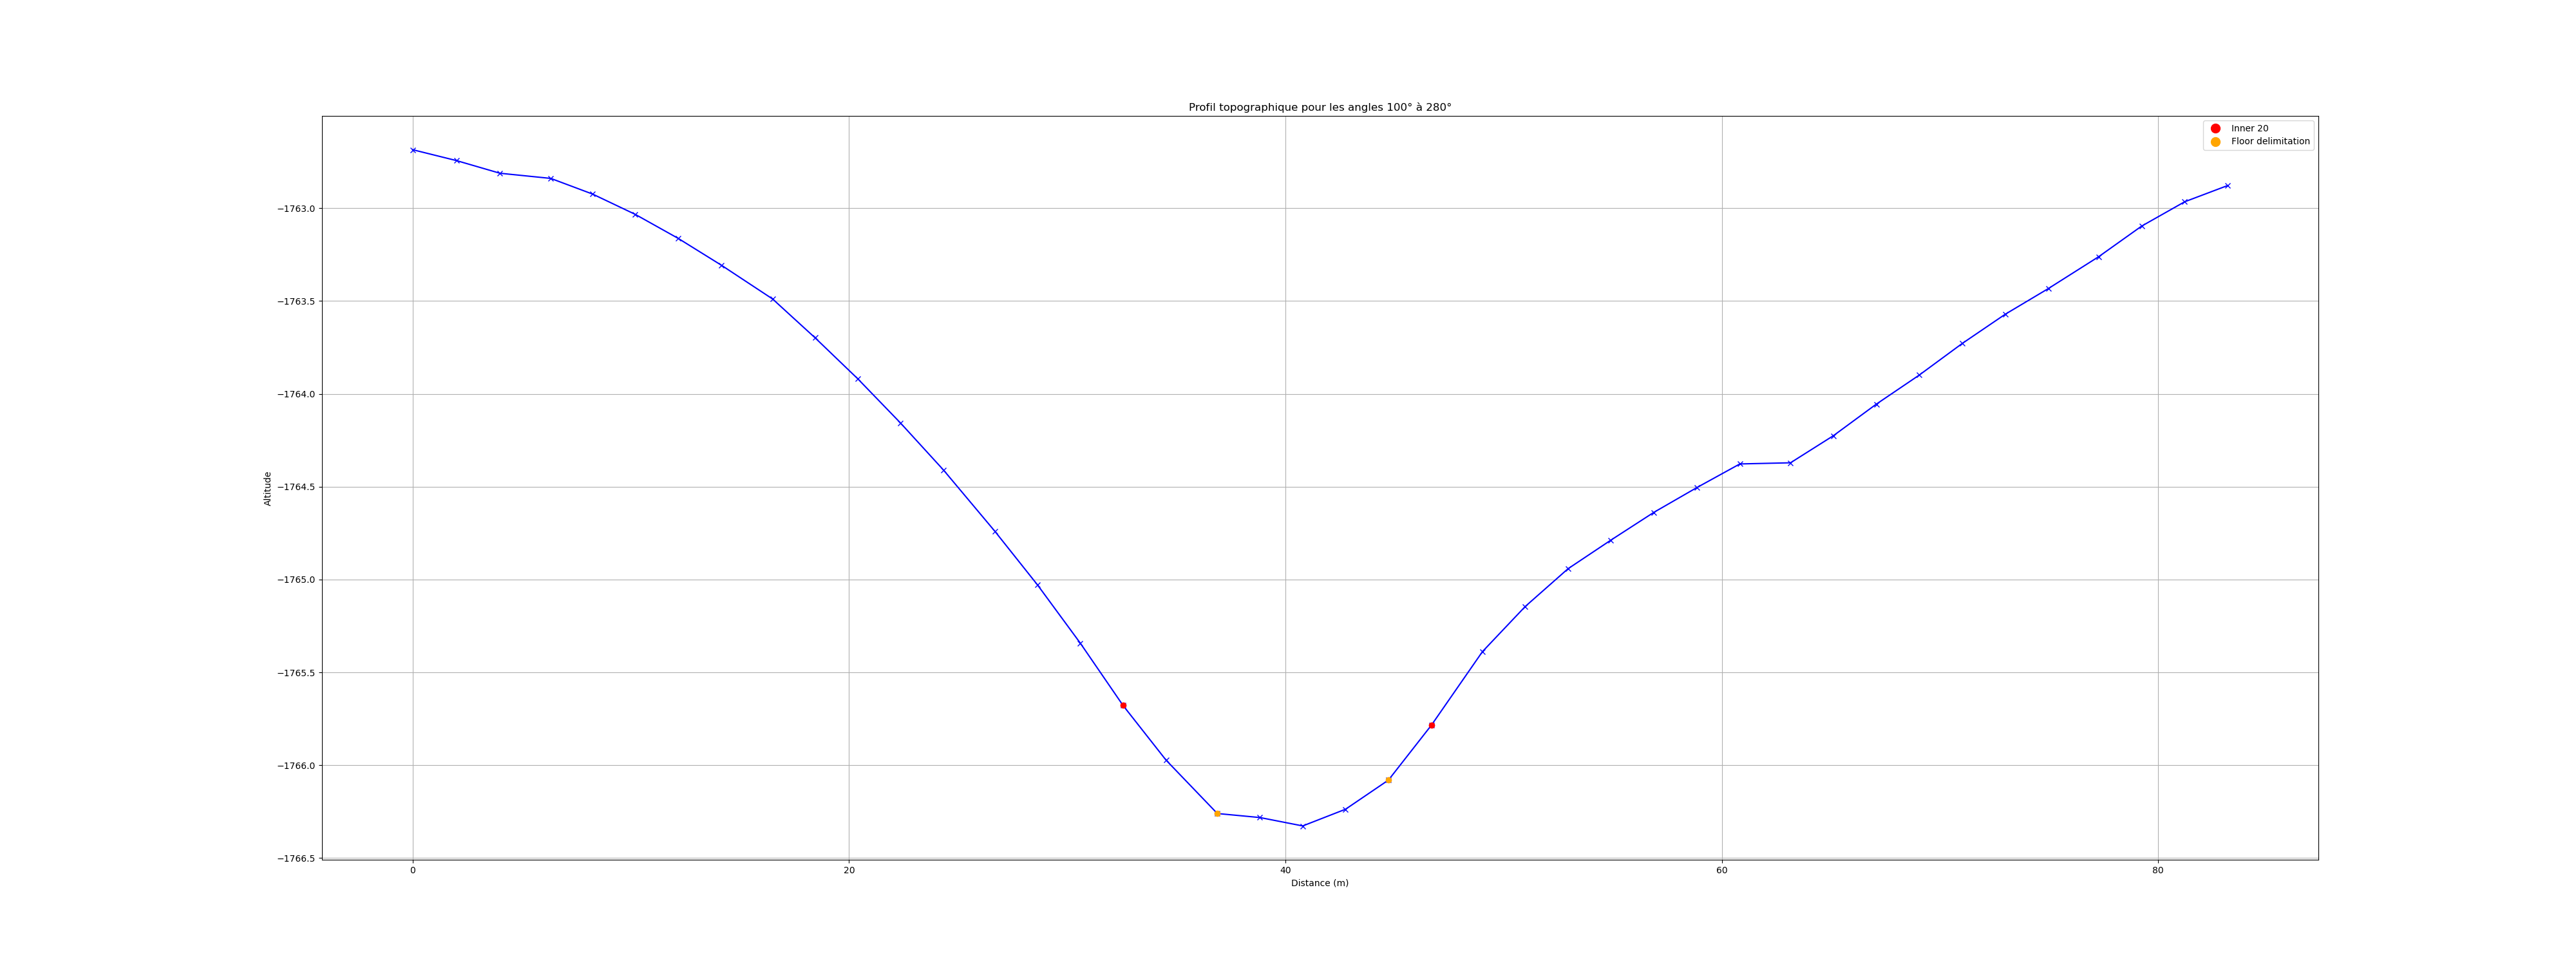 Profil topographique pour les angles 100° à 280°
Inner 20
Floor delimitation
−1763.0
−1763.5
−1764.0
−1764.5
−1765.0
−1765.5
−1766.0
−1766.5
Altitude
0
20
40
60
80
Distance (m)